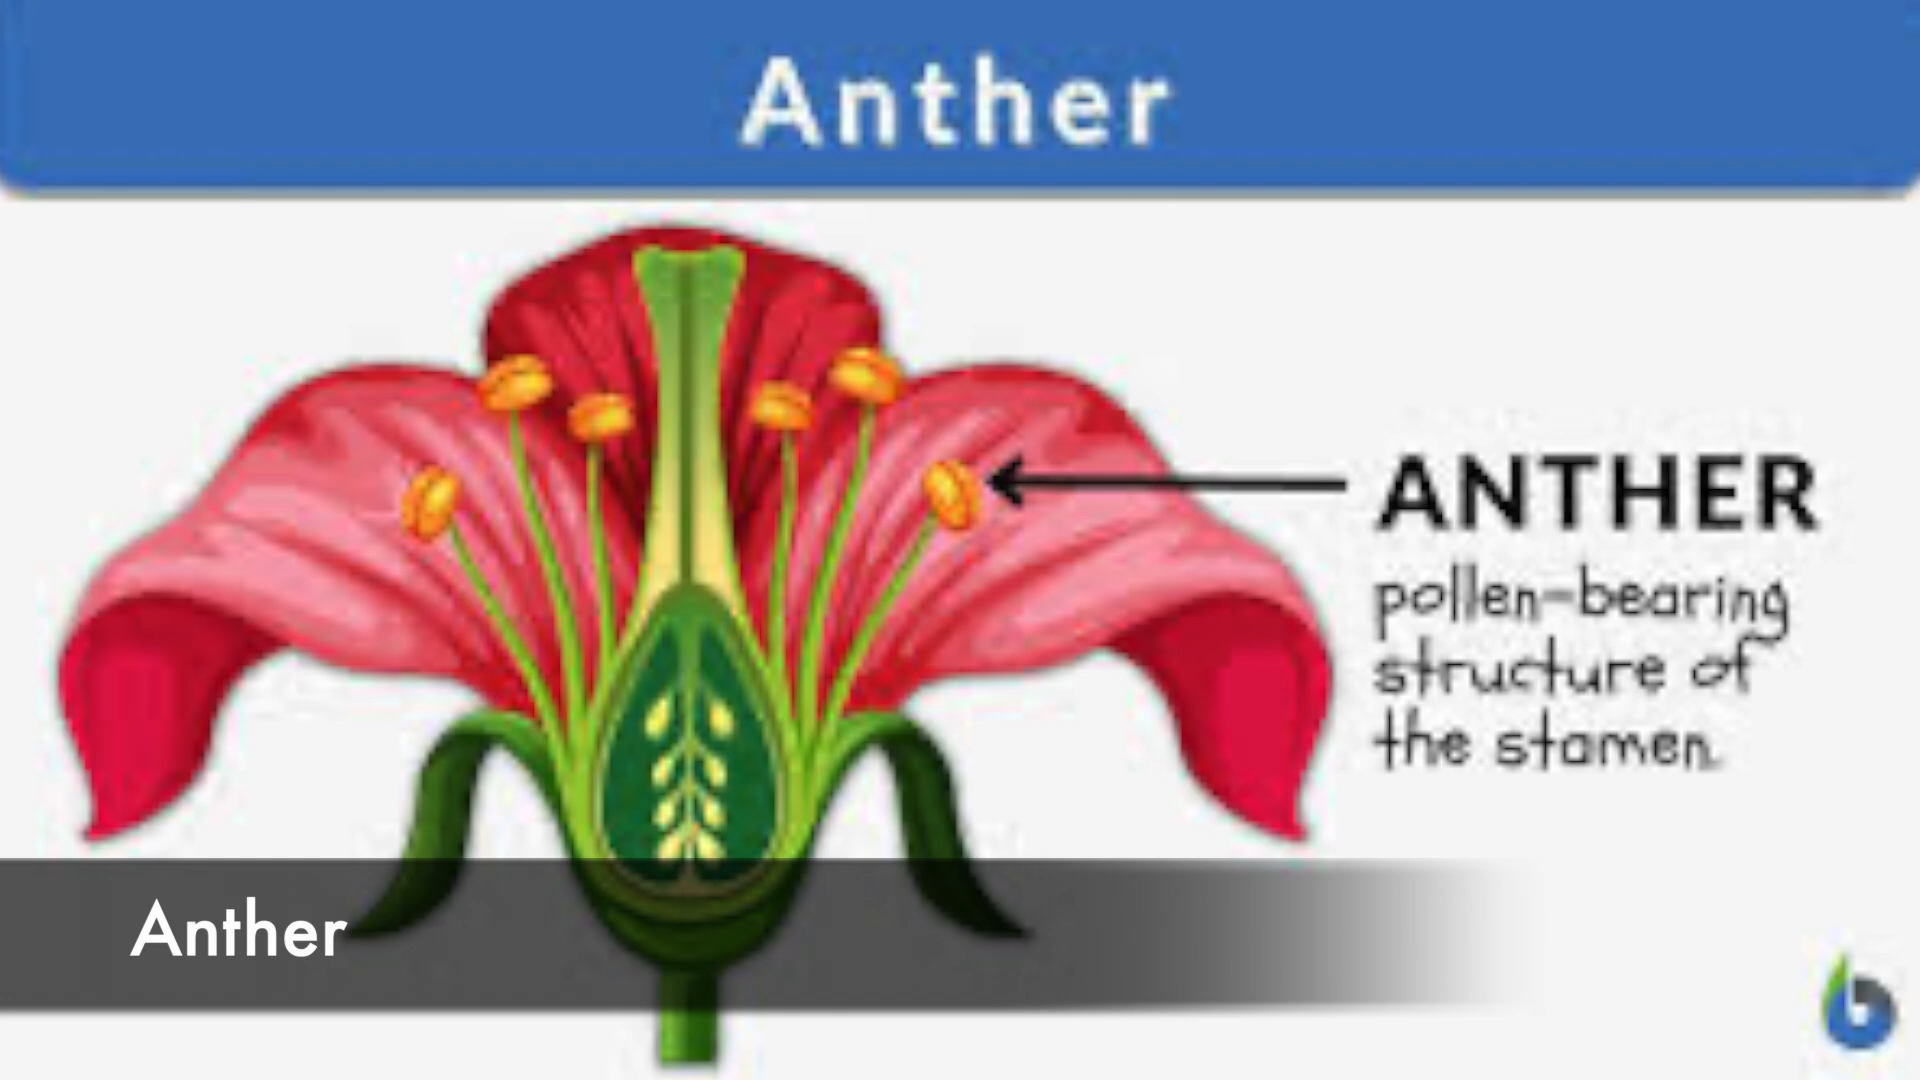 Anther
ANTHER
pollen-bearing
structure of
the stamen.
Anther